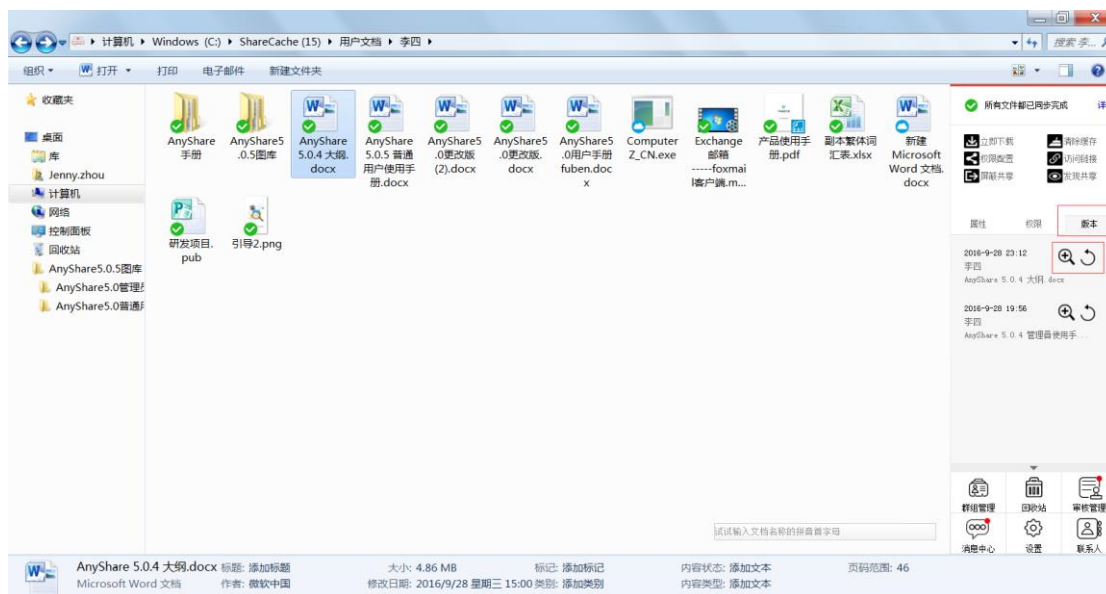 计算机 ▸ Windows (C:) ▸ ShareCache (15) ▸ 用户文档 ▸ 李四 ▸
搜索 李...
组织 打开 打印 电子邮件 新建文件夹
收藏夹
桌面
库
Jenny.zhou
计算机
网络
控制面板
回收站
AnyShare5.0.5图库
AnyShare5.0管理员
AnyShare5.0普通用
AnyShare
手册
AnyShare5
.0.5图库
AnyShare
5.0.4 大纲.
docx
AnyShare
5.0.5 普通
用户使用手
册.docx
AnyShare5
.0更改版
(2).docx
AnyShare5
.0更改版.
docx
AnyShare5
.0用户手册
fuben.doc
x
Computer
Z_CN.exe
Exchange
邮箱
-----foxmai
l客户端.m...
产品使用手
册.pdf
副本繁体词
汇表.xlsx
新建
Microsoft
Word 文档.
docx
研发项目.
pub
引导2.png
所有文件都已同步完成 详
立即下载 清除缓存
权限配置 访问链接
屏蔽共享 发现共享
属性 权限 版本
2016-9-28 23:12
李四
AnyShare 5.0.4 大纲.docx
2016-9-28 19:56
李四
AnyShare 5.0.4 管理员使用手...
群组管理 回收站 审核管理
消息中心 设置 联系人
试试输入文档名称的拼音首字母
AnyShare 5.0.4 大纲.docx 标题: 添加标题 大小: 4.86 MB 标记: 添加标记 内容状态: 添加文本 页码范围: 46
Microsoft Word 文档 作者: 微软中国 修改日期: 2016/9/28 星期三 15:00 类别: 添加类别 内容类型: 添加文本